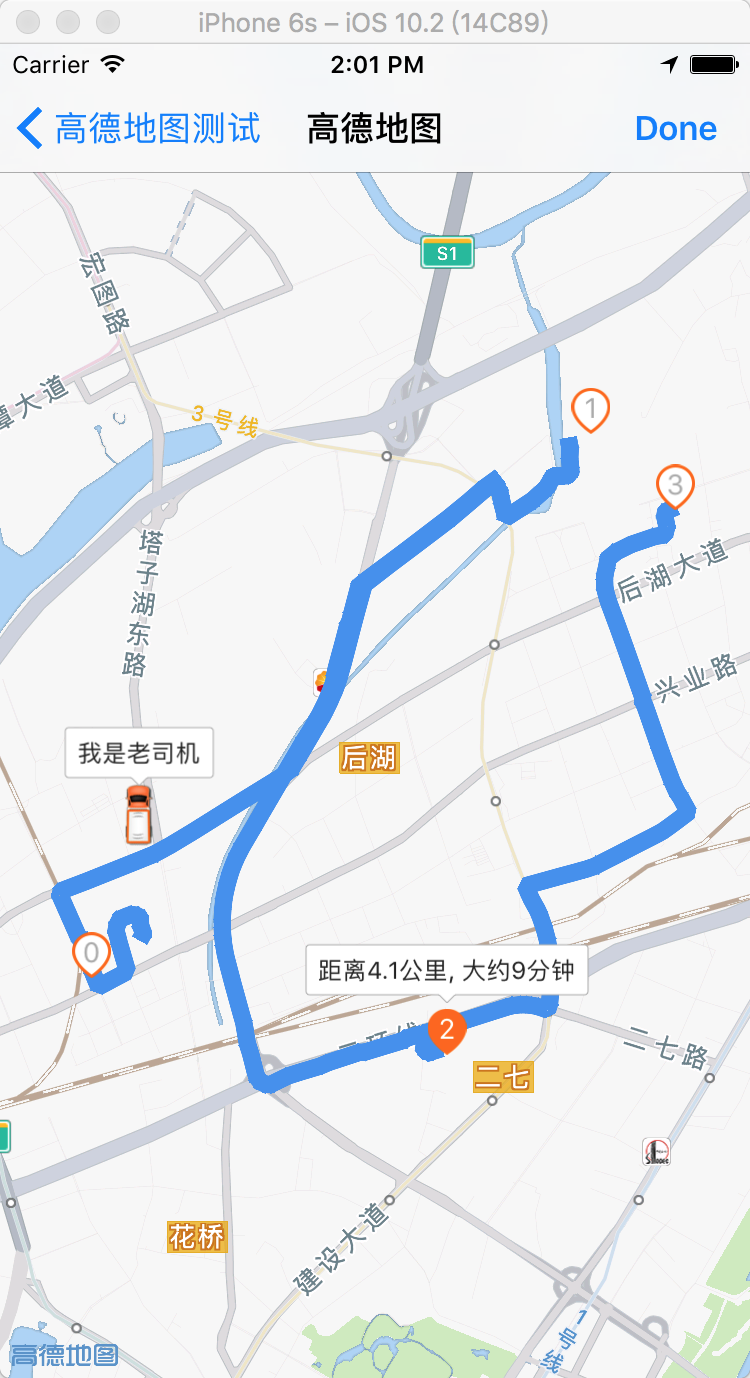 iPhone 6s – iOS 10.2 (14C89)
Carrier 2:01 PM
高德地图测试 高德地图 Done
S1
宏图路
潭大道
3号线
1
3
塔子湖东路
后湖大道
兴业路
后湖
我是老司机
0
距离4.1公里, 大约9分钟
2
二七
二七路
花桥
建设大道
1号线
高德地图